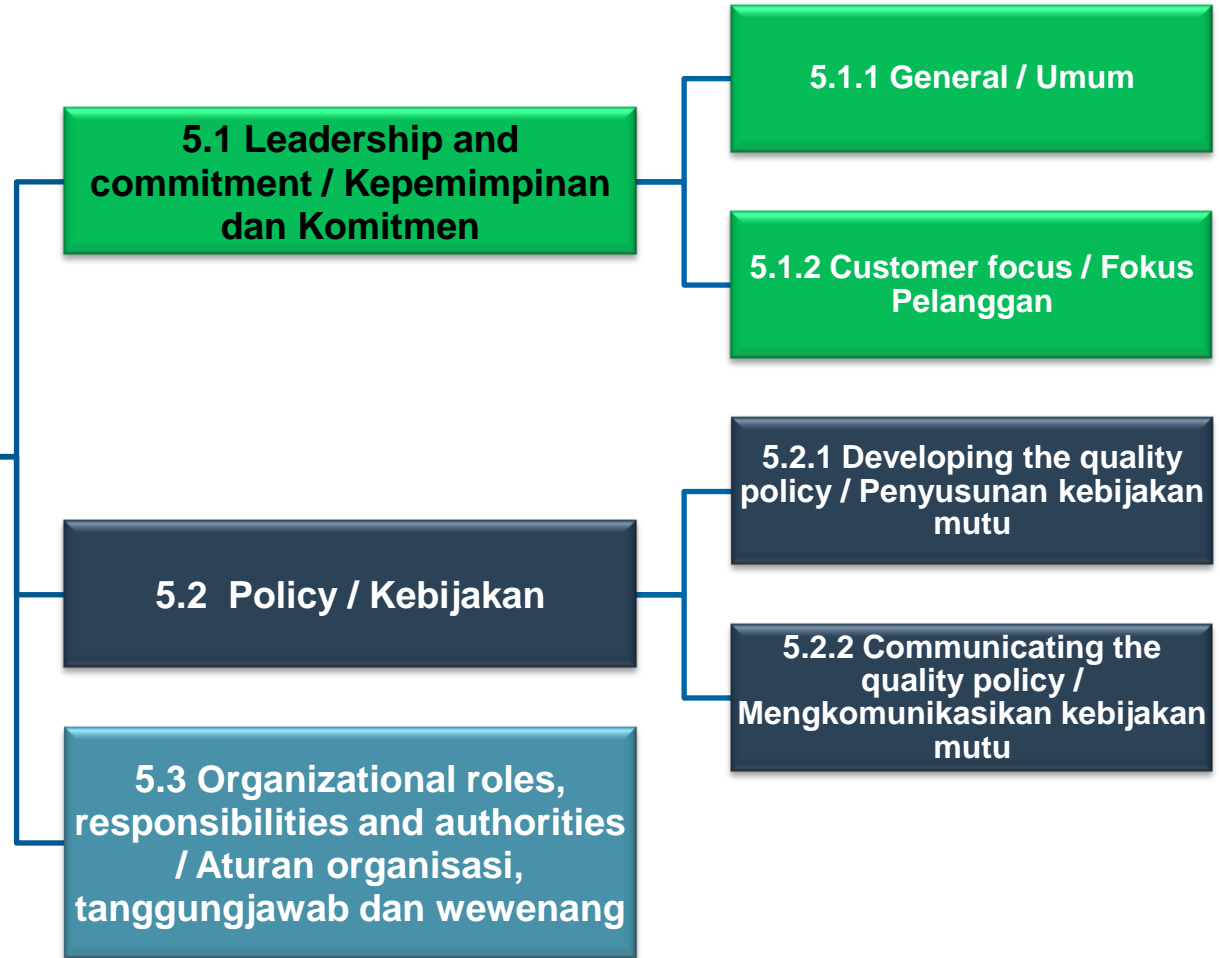 5.1 Leadership and
commitment / Kepemimpinan
dan Komitmen
5.1.1 General / Umum
5.1.2 Customer focus / Fokus
Pelanggan
5.2 Policy / Kebijakan
5.2.1 Developing the quality
policy / Penyusunan kebijakan
mutu
5.2.2 Communicating the
quality policy /
Mengkomunikasikan kebijakan
mutu
5.3 Organizational roles,
responsibilities and authorities
/ Aturan organisasi,
tanggungjawab dan wewenang